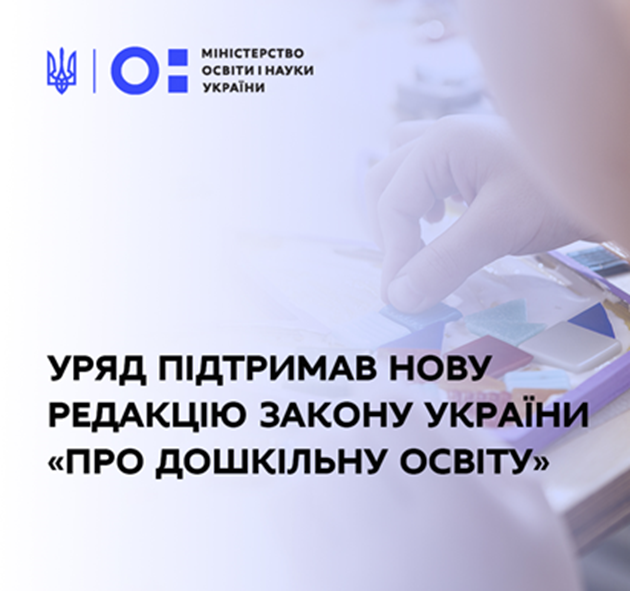 МІНІСТЕРСТВО
ОСВІТИ І НАУКИ
УКРАЇНИ
УРЯД ПІДТРИМАВ НОВУ
РЕДАКЦІЮ ЗАКОНУ УКРАЇНИ
«ПРО ДОШКІЛЬНУ ОСВІТУ»